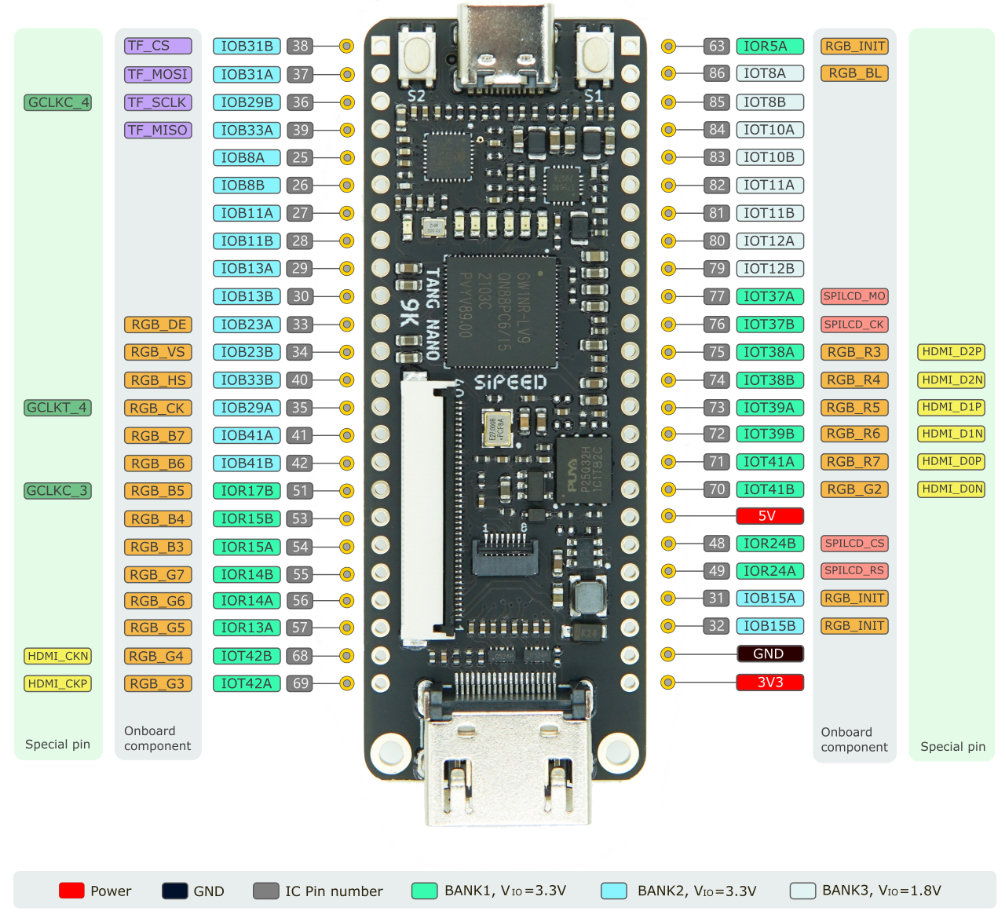 TF_CS IOB31B 38
TF_MOSI IOB31A 37
GCLKC_4 TF_SCLK IOB29B 36
TF_MISO IOB33A 39
IOB8A 25
IOB8B 26
IOB11A 27
IOB11B 28
IOB13A 29
IOB13B 30
RGB_DE IOB23A 33
RGB_VS IOB23B 34
RGB_HS IOB33B 40
GCLKT_4 RGB_CK IOB29A 35
RGB_B7 IOB41A 41
RGB_B6 IOB41B 42
GCLKC_3 RGB_B5 IOR17B 51
RGB_B4 IOR15B 53
RGB_B3 IOR15A 54
RGB_G7 IOR14B 55
RGB_G6 IOR14A 56
RGB_G5 IOR13A 57
HDMI_CKN RGB_G4 IOT42B 68
HDMI_CKP RGB_G3 IOT42A 69
Special pin
Onboard
component
S2
S1
TANG NANO
9K
GW1NR-LV9
QN88PC6/I5
2103C
PVYV69.00
SiPEED
40
1
1 8
PUYA
P25Q32H
63 IOR5A RGB_INIT
86 IOT8A RGB_BL
85 IOT8B
84 IOT10A
83 IOT10B
82 IOT11A
81 IOT11B
80 IOT12A
79 IOT12B
77 IOT37A SPILCD_MO
76 IOT37B SPILCD_CK
75 IOT38A RGB_R3 HDMI_D2P
74 IOT38B RGB_R4 HDMI_D2N
73 IOT39A RGB_R5 HDMI_D1P
72 IOT39B RGB_R6 HDMI_D1N
71 IOT41A RGB_R7 HDMI_D0P
70 IOT41B RGB_G2 HDMI_D0N
5V
48 IOR24B SPILCD_CS
49 IOR24A SPILCD_RS
31 IOB15A RGB_INIT
32 IOB15B RGB_INIT
GND
3V3
Onboard
component
Special pin
Power GND IC Pin number BANK1, VIO=3.3V BANK2, VIO=3.3V BANK3, VIO=1.8V